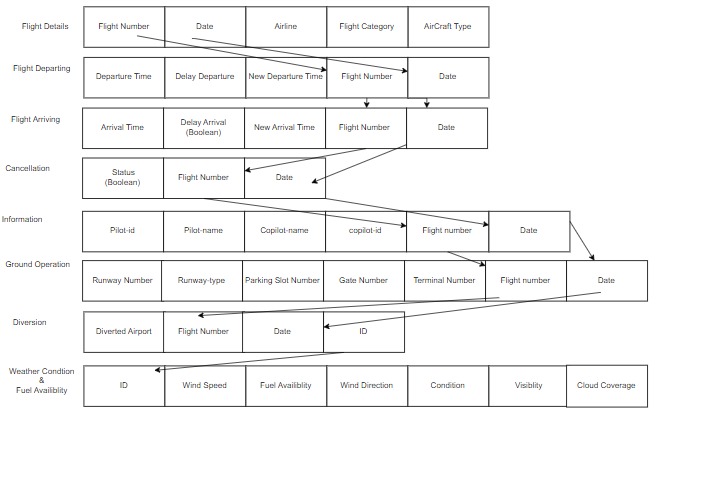 Flight Details
Flight Number Date Airline Flight Category AirCraft Type
Flight Departing
Departure Time Delay Departure New Departure Time Flight Number Date
Flight Arriving
Arrival Time Delay Arrival (Boolean) New Arrival Time Flight Number Date
Cancellation
Status (Boolean) Flight Number Date
Information
Pilot-id Pilot-name Copilot-name copilot-id Flight number Date
Ground Operation
Runway Number Runway-type Parking Slot Number Gate Number Terminal Number Flight number Date
Diversion
Diverted Airport Flight Number Date ID
Weather Condtion
&
Fuel Availiblity
ID Wind Speed Fuel Availiblity Wind Direction Condition Visiblity Cloud Coverage